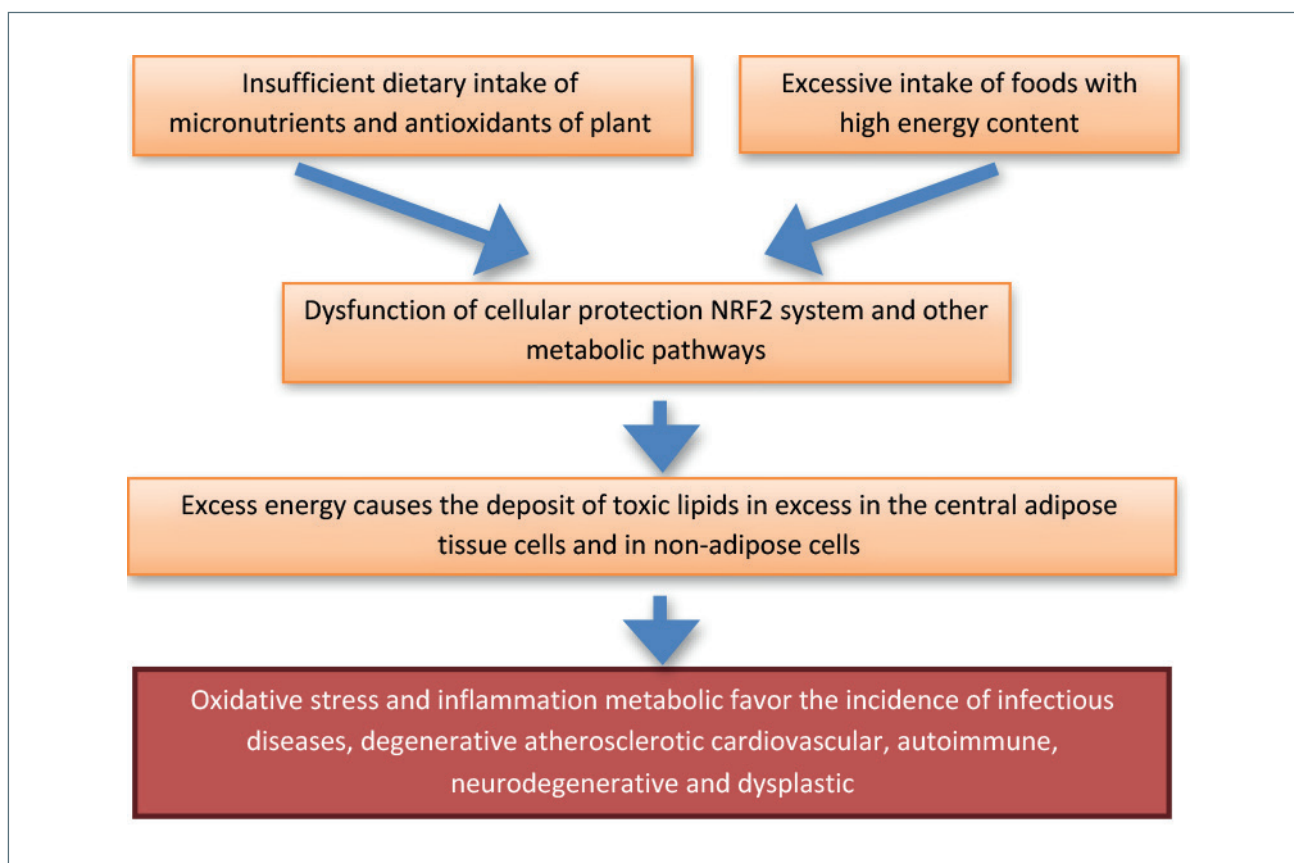 Insufficient dietary intake of
micronutrients and antioxidants of plant
Excessive intake of foods with
high energy content
Dysfunction of cellular protection NRF2 system and other
metabolic pathways
Excess energy causes the deposit of toxic lipids in excess in the central adipose
tissue cells and in non-adipose cells
Oxidative stress and inflammation metabolic favor the incidence of infectious
diseases, degenerative atherosclerotic cardiovascular, autoimmune,
neurodegenerative and dysplastic